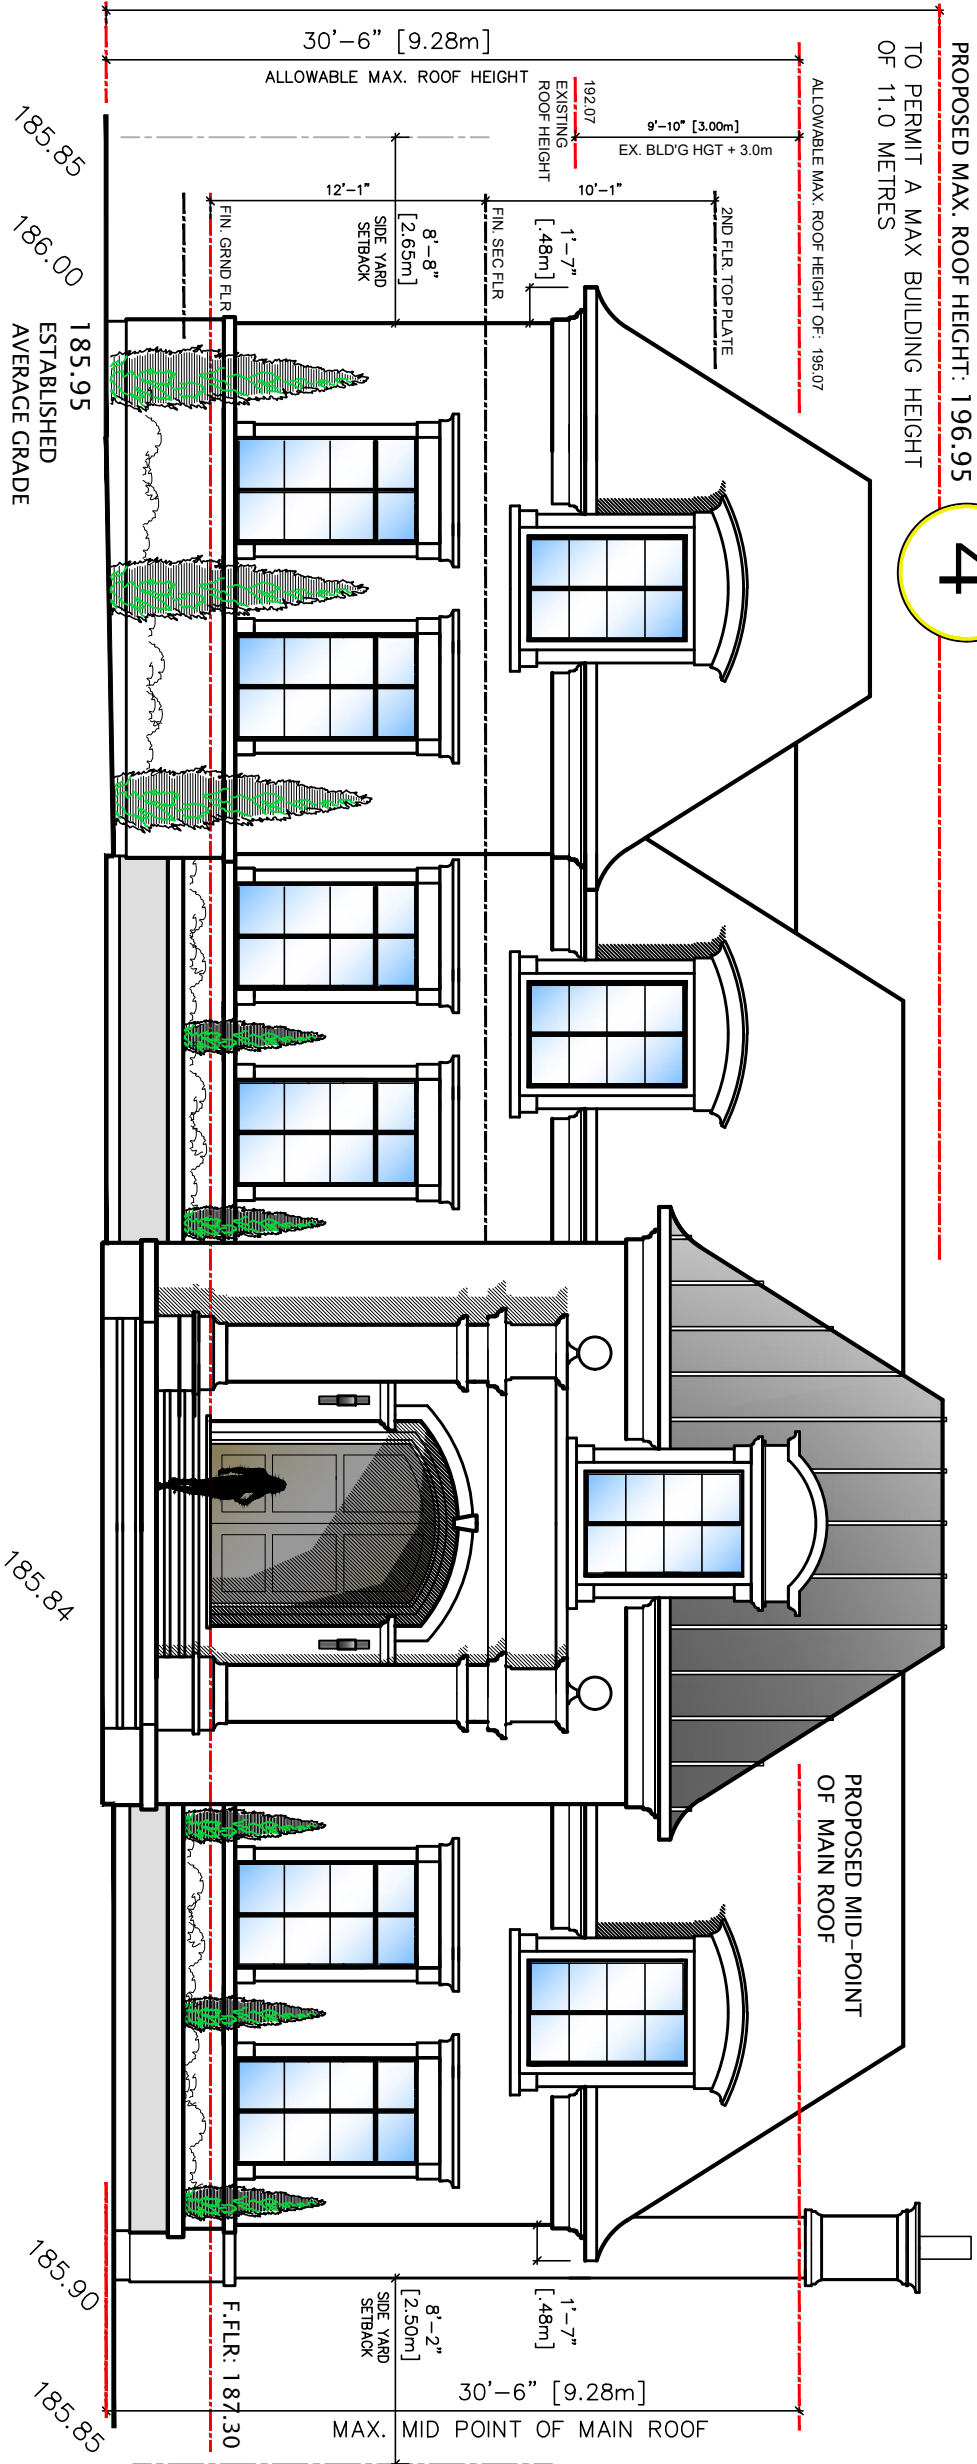 PROPOSED MAX. ROOF HEIGHT: 196.95
TO PERMIT A MAX BUILDING HEIGHT
OF 11.0 METRES
4
ALLOWABLE MAX. ROOF HEIGHT OF: 195.07
30'-6" [9.28m]
ALLOWABLE MAX. ROOF HEIGHT
192.07
EXISTING
ROOF HEIGHT
9'-10" [3.00m]
EX. BLD'G HGT + 3.0m
2ND FLR. TOP PLATE
10'-1"
12'-1"
FIN. SEC FLR
FIN. GRND FLR
1'-7"
[.48m]
8'-8"
[2.65m]
SIDE YARD
SETBACK
185.85
186.00
185.95
ESTABLISHED
AVERAGE GRADE
185.84
PROPOSED MID-POINT
OF MAIN ROOF
1'-7"
[.48m]
8'-2"
[2.50m]
SIDE YARD
SETBACK
F.FLR: 187.30
30'-6" [9.28m]
MAX. MID POINT OF MAIN ROOF
185.90
185.85